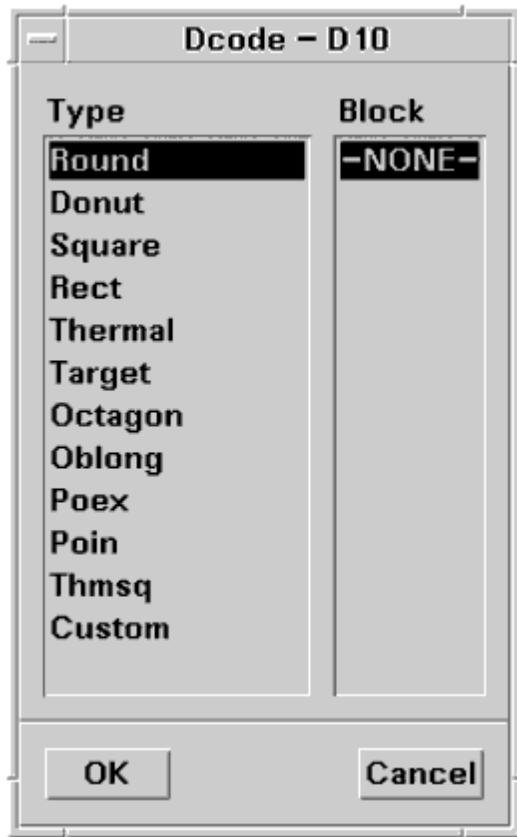 Dcode – D10
Type
Block
Round
-NONE-
Donut
Square
Rect
Thermal
Target
Octagon
Oblong
Poex
Poin
Thmsq
Custom
OK
Cancel